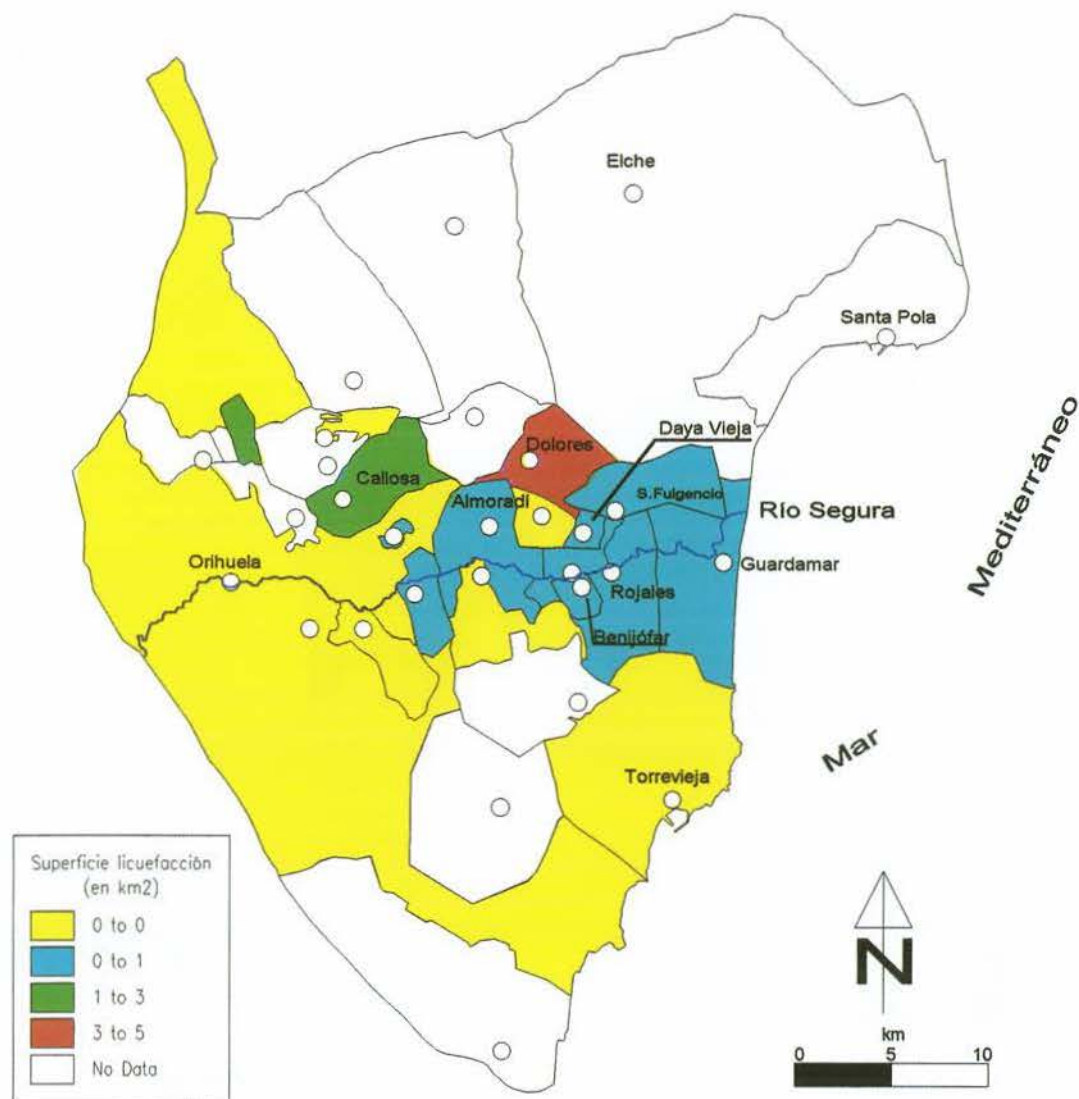 Elche
Santa Pola
Daya Vieja
Dolores
Callosa
Almoradí
S.Fulgencio
Río Segura
Mediterráneo
Orihuela
Guardamar
Rojales
Benijófar
Mar
Torrevieja
Superficie licuefacción
(en km2)
0 to 0
0 to 1
1 to 3
3 to 5
No Data
N
km
0 5 10